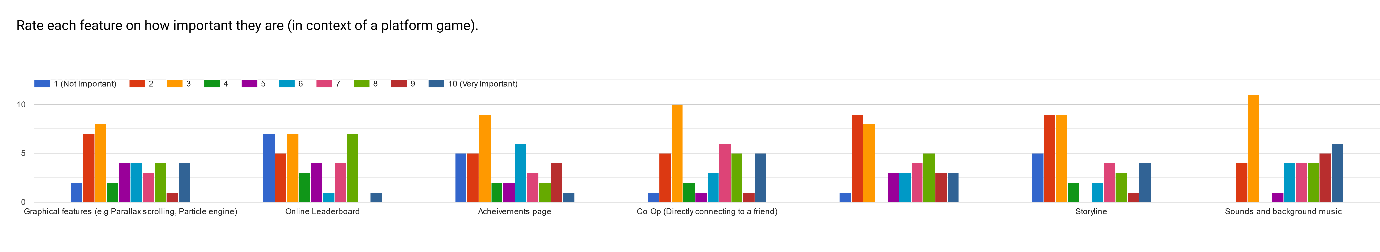 Rate each feature on how important they are (in context of a platform game).
1 (Not important) 2 3 4 5 6 7 8 9 10 (Very important)
10
5
0
Graphical features (e.g Parallax scrolling, Particle engine) Online Leaderboard Acheivements page Co-Op (Directly connecting to a friend) Storyline Sounds and background music